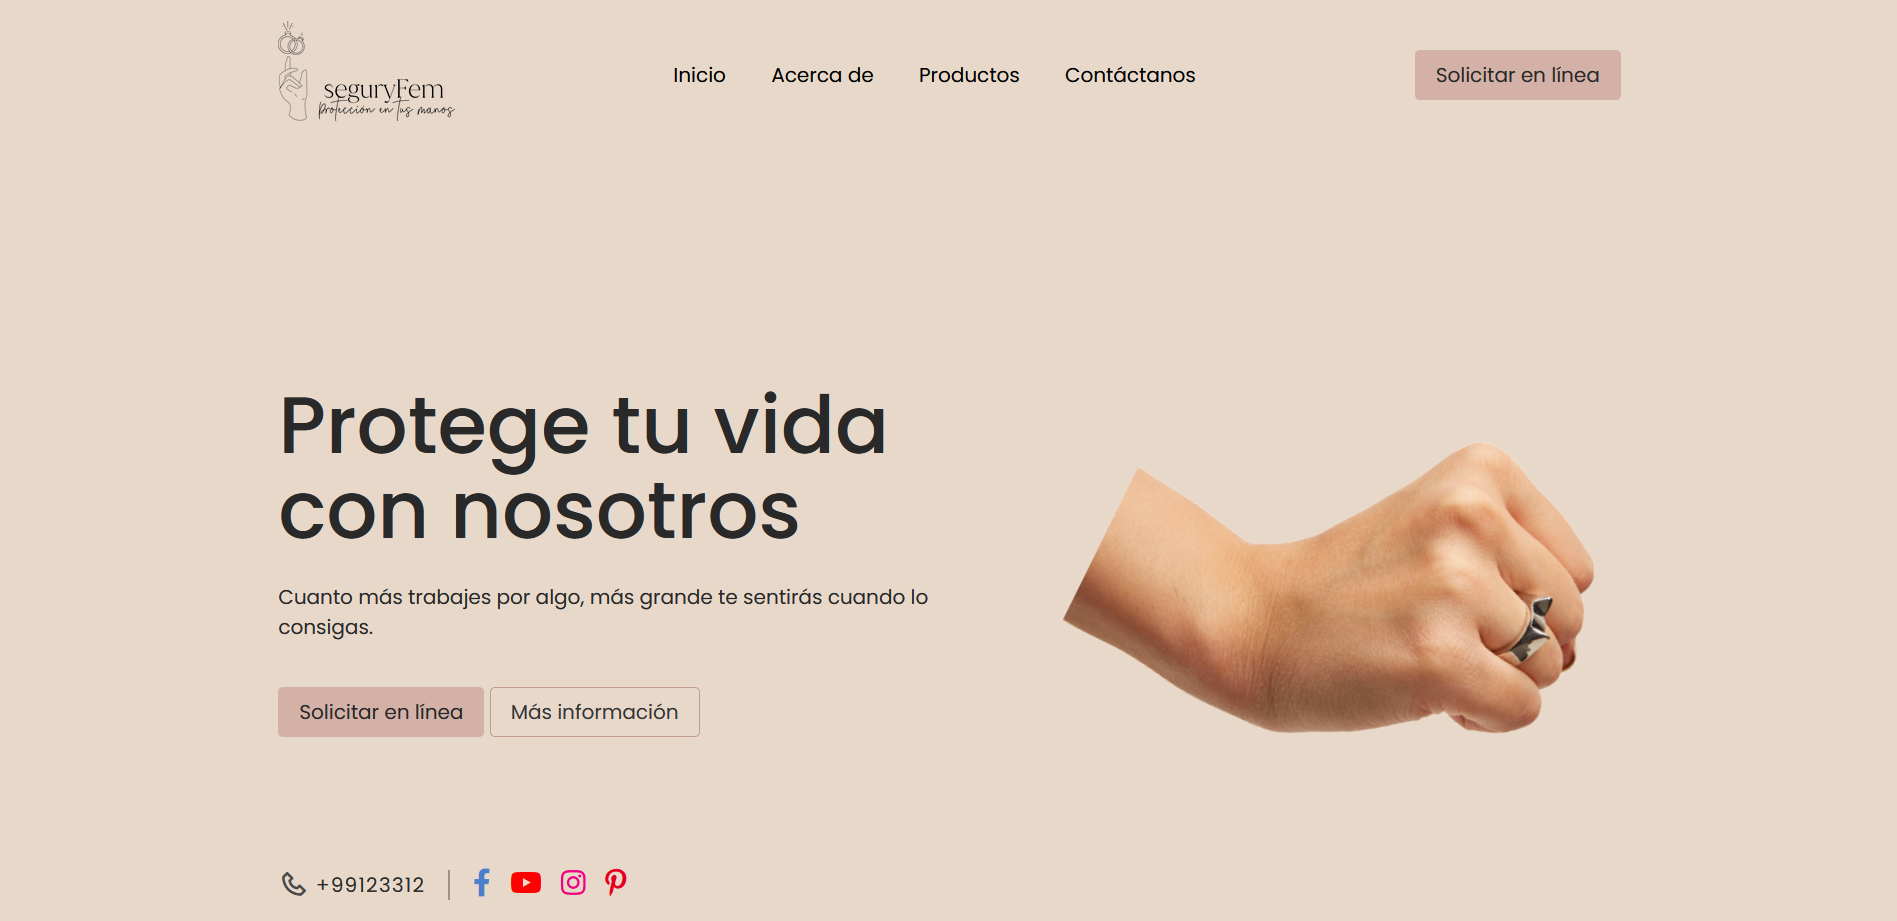 seguryFem
Protección en tus manos
Inicio
Acerca de
Productos
Contáctanos
Solicitar en línea
Protege tu vida
con nosotros
Cuanto más trabajes por algo, más grande te sentirás cuando lo
consigas.
Solicitar en línea
Más información
+99123312